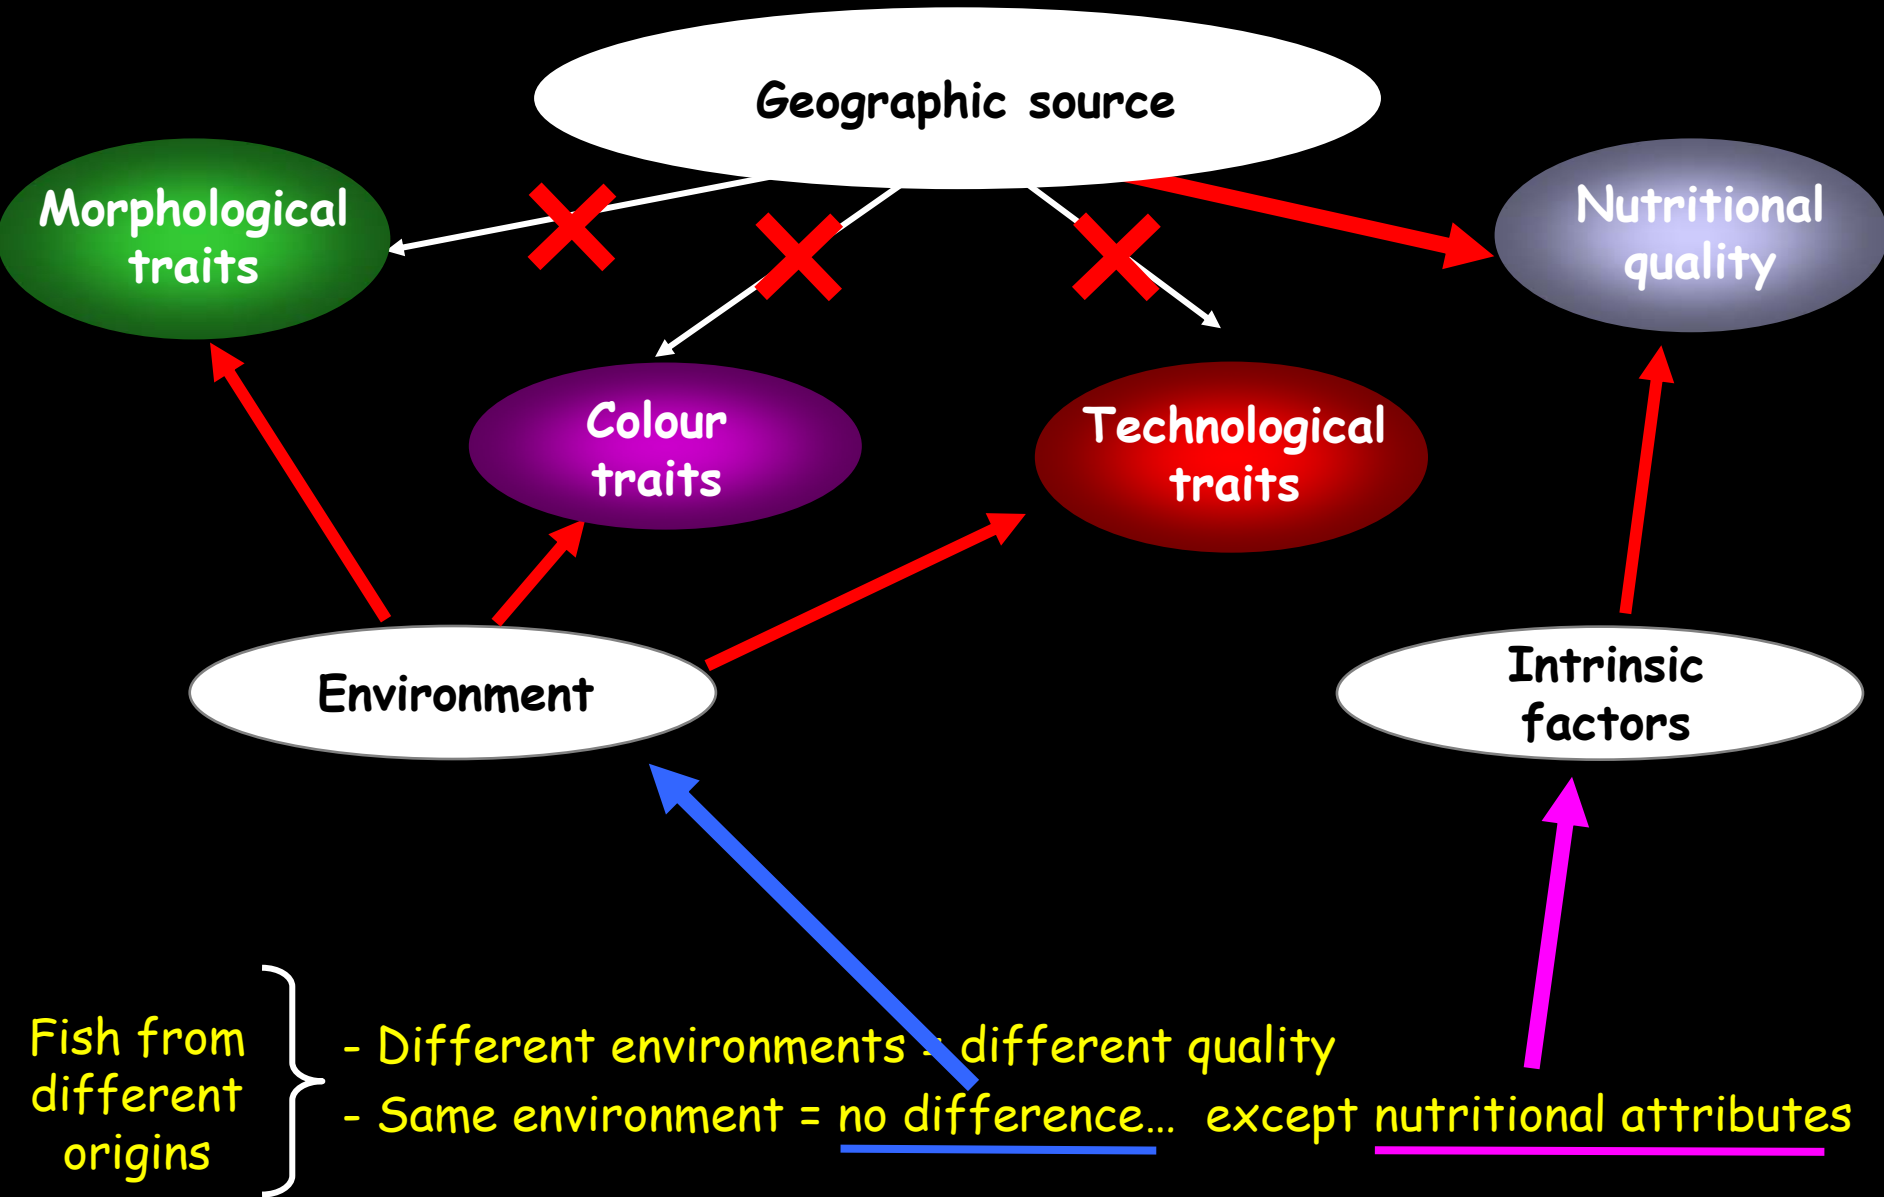 Geographic source
Morphological
traits
Nutritional
quality
Colour
traits
Technological
traits
Environment
Intrinsic
factors
Fish from
different
origins
- Different environments = different quality
- Same environment = no difference… except nutritional attributes